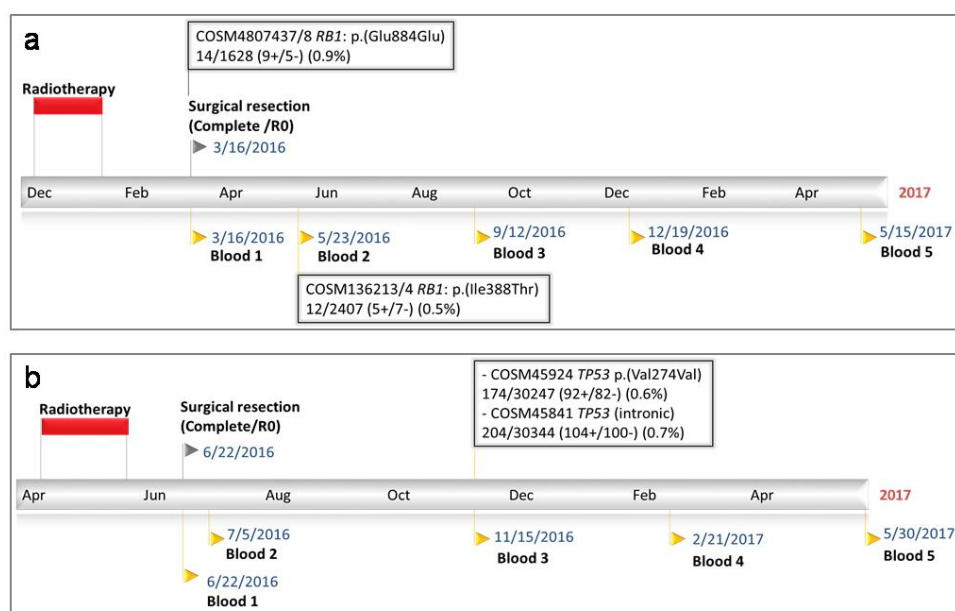 a
COSM4807437/8 RB1: p.(Glu884Glu)
14/1628 (9+/5-) (0.9%)
Radiotherapy
Surgical resection
(Complete /R0)
3/16/2016
Dec Feb Apr Jun Aug Oct Dec Feb Apr 2017
3/16/2016
Blood 1
5/23/2016
Blood 2
9/12/2016
Blood 3
12/19/2016
Blood 4
5/15/2017
Blood 5
COSM136213/4 RB1: p.(Ile388Thr)
12/2407 (5+/7-) (0.5%)
b
- COSM45924 TP53 p.(Val274Val)
174/30247 (92+/82-) (0.6%)
- COSM45841 TP53 (intronic)
204/30344 (104+/100-) (0.7%)
Radiotherapy
Surgical resection
(Complete/R0)
6/22/2016
Apr Jun Aug Oct Dec Feb Apr 2017
7/5/2016
Blood 2
11/15/2016
Blood 3
2/21/2017
Blood 4
5/30/2017
Blood 5
6/22/2016
Blood 1